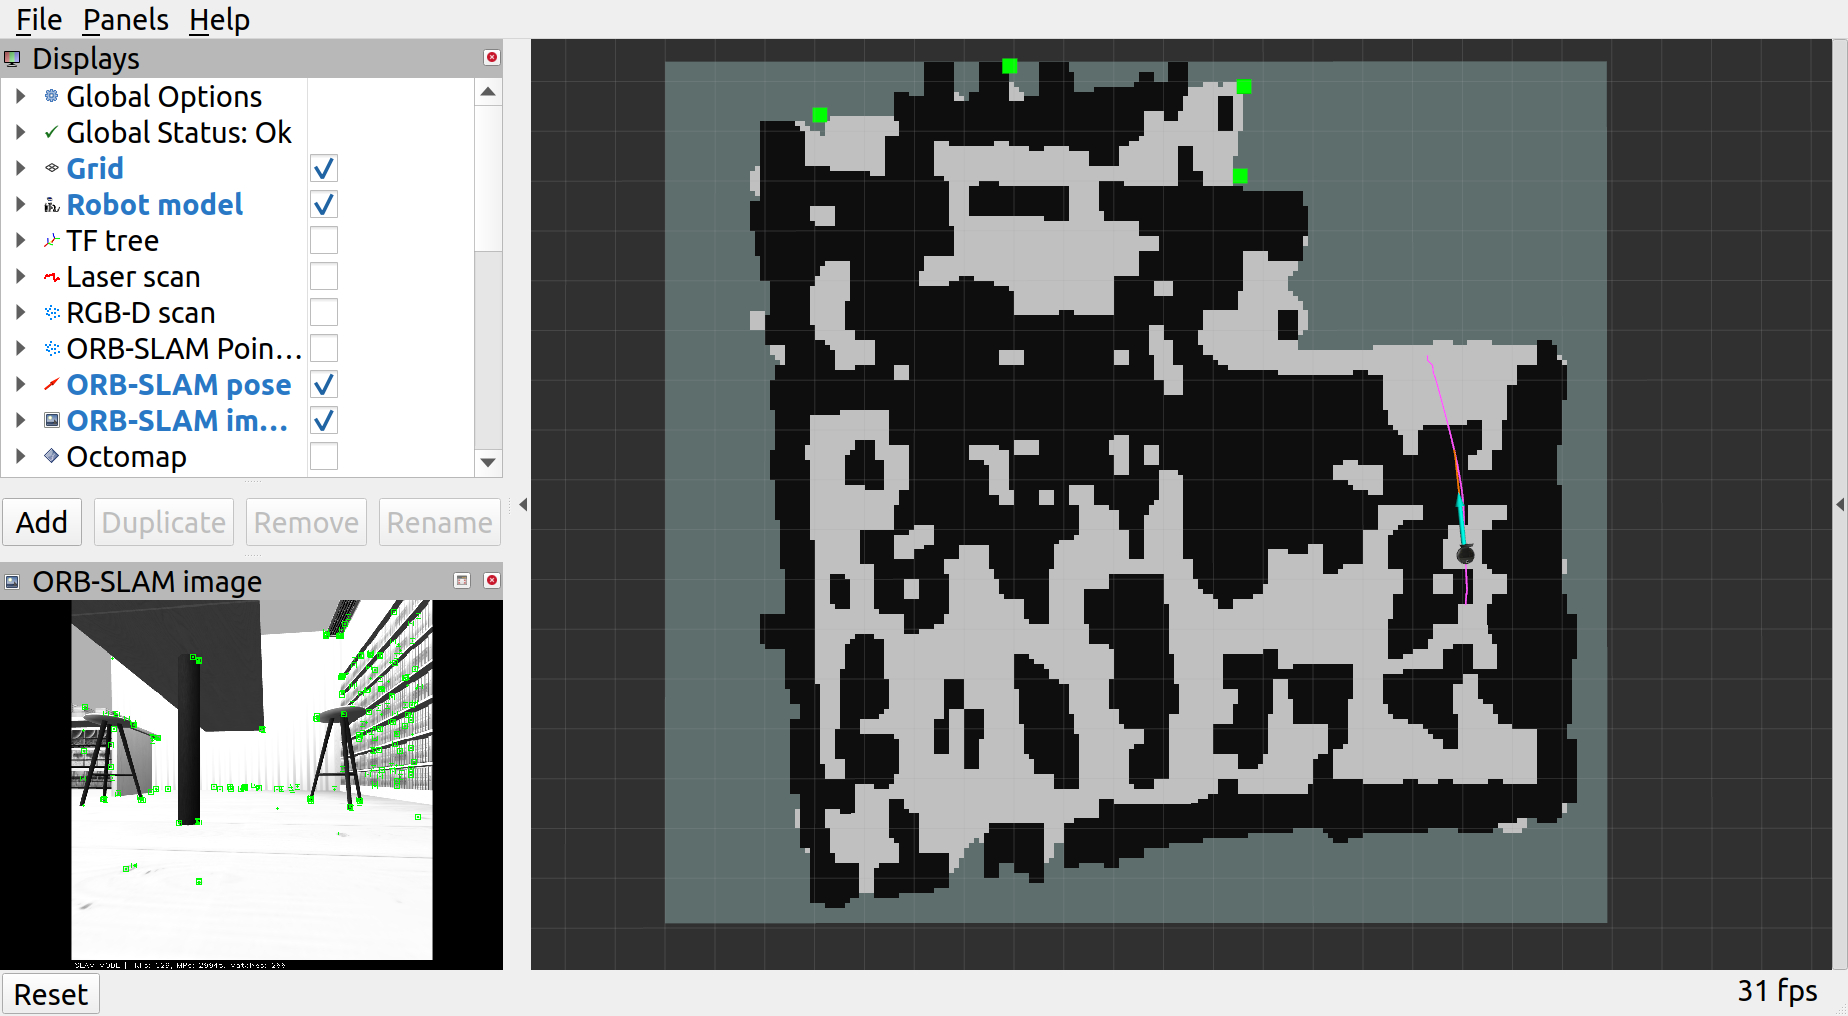 File Panels Help
Displays
Global Options
Global Status: Ok
Grid
Robot model
TF tree
Laser scan
RGB-D scan
ORB-SLAM Poin...
ORB-SLAM pose
ORB-SLAM im...
Octomap
Add Duplicate Remove Rename
ORB-SLAM image
SLAM MODE |
Reset
31 fps